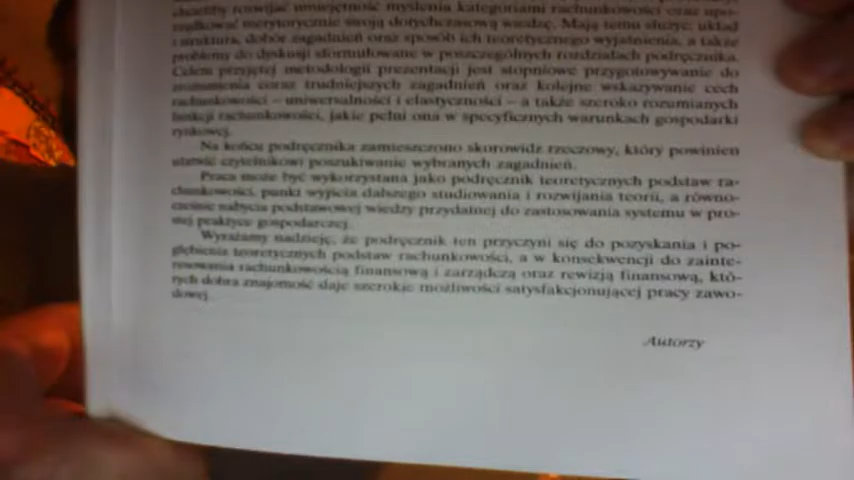 chcieliby rozwijać umiejętność myślenia kategoriami rachunkowości oraz upo-
rządkować merytorycznie swoją dotychczasową wiedzę. Mają temu służyć: układ
i struktura, dobór zagadnień oraz sposób ich teoretycznego wyjaśnienia, a także
problemy do dyskusji sformułowane w poszczególnych rozdziałach podręcznika.
Celem przyjętej metodologii prezentacji jest stopniowe przygotowywanie do
zrozumienia coraz trudniejszych zagadnień oraz kolejne wskazywanie cech
rachunkowości – uniwersalności i elastyczności – a także szeroko rozumianych
funkcji rachunkowości, jakie pełni ona w specyficznych warunkach gospodarki
rynkowej.
Na końcu podręcznika zamieszczono skorowidz rzeczowy, który powinien
ułatwić czytelnikowi poszukiwanie wybranych zagadnień.
Praca może być wykorzystana jako podręcznik teoretycznych podstaw ra-
chunkowości, punkt wyjścia dalszego studiowania i rozwijania teorii, a równo-
cześnie nabycia podstawowej wiedzy przydatnej do zastosowania systemu w pro-
stej praktyce gospodarczej.
Wyrażamy nadzieję, że podręcznik ten przyczyni się do pozyskania i po-
głębienia teoretycznych podstaw rachunkowości, a w konsekwencji do zainte-
resowania rachunkowością finansową i zarządczą oraz rewizją finansową, któ-
rych dobra znajomość daje szerokie możliwości satysfakcjonującej pracy zawo-
dowej.
Autorzy